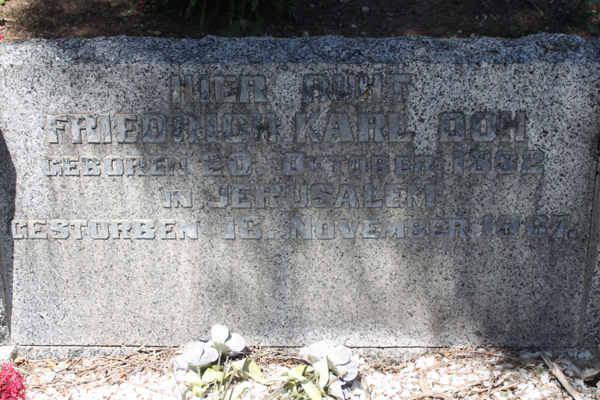 HIER RUHT
FRIEDRICH KARL DOH
GEBOREN 20. OKTOBER 1892
IN JERUSALEM
GESTORBEN 16. NOVEMBER 1967.